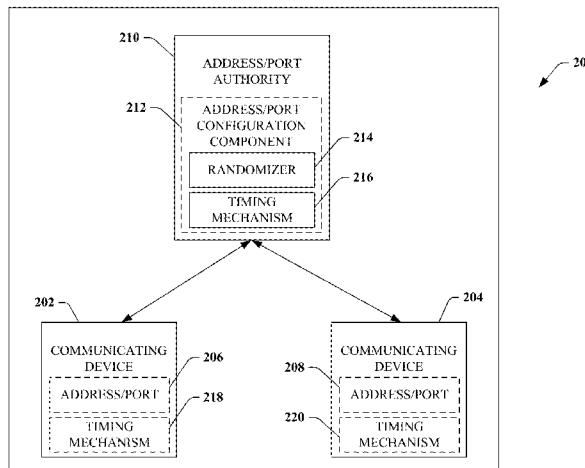 210
ADDRESS/PORT
AUTHORITY
20
212
ADDRESS/PORT
CONFIGURATION
COMPONENT
214
RANDOMIZER
216
TIMING
MECHANISM
202
204
COMMUNICATING
DEVICE
206
ADDRESS/PORT
218
TIMING
MECHANISM
COMMUNICATING
DEVICE
208
ADDRESS/PORT
220
TIMING
MECHANISM